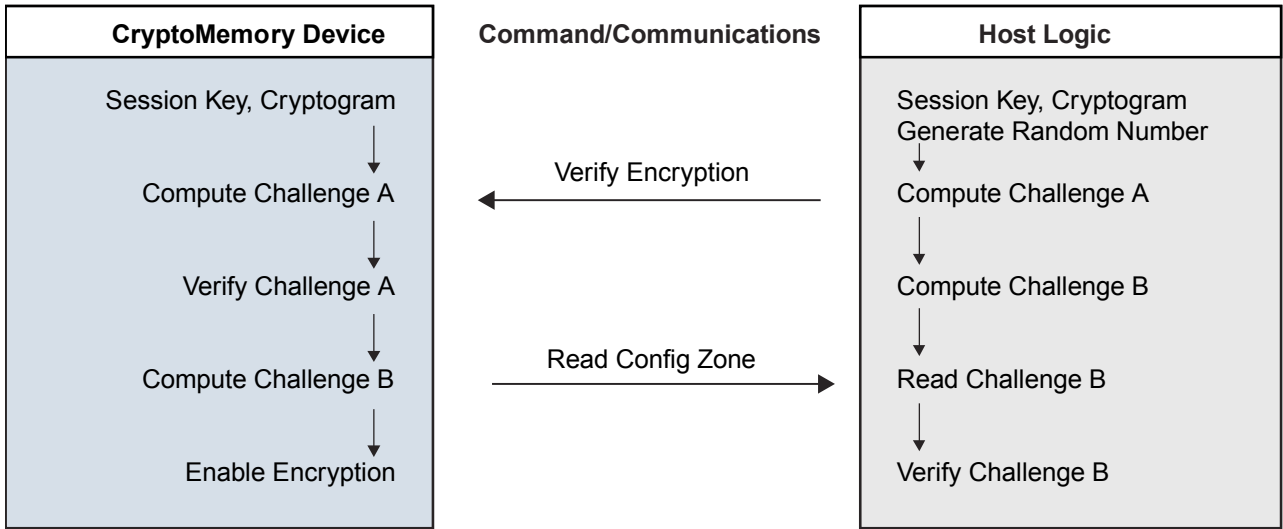 CryptoMemory Device
Command/Communications
Host Logic
Session Key, Cryptogram
Compute Challenge A
Verify Challenge A
Compute Challenge B
Enable Encryption
Verify Encryption
Read Config Zone
Session Key, Cryptogram
Generate Random Number
Compute Challenge A
Compute Challenge B
Read Challenge B
Verify Challenge B